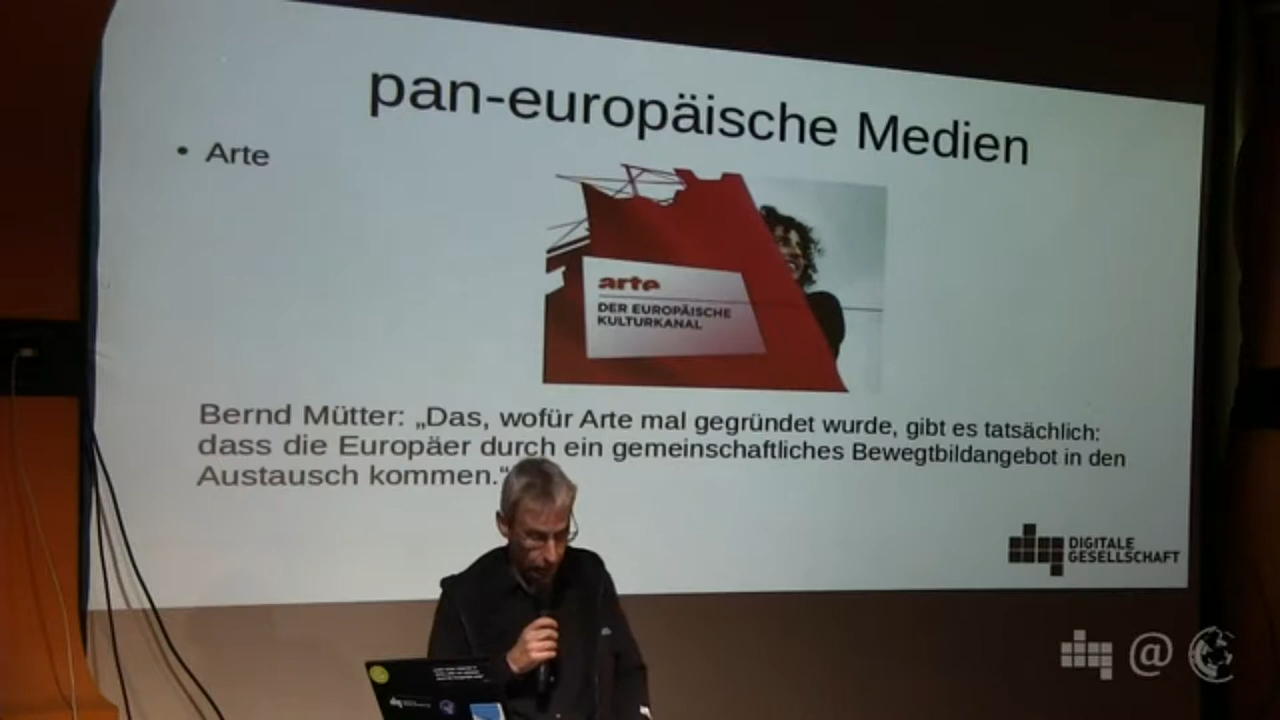 pan-europäische Medien
• Arte
arte
DER EUROPÄISCHE
KULTURKANAL
Bernd Mütter: „Das, wofür Arte mal gegründet wurde, gibt es tatsächlich:
dass die Europäer durch ein gemeinschaftliches Bewegtbildangebot in den
Austausch kommen.“
DIGITALE
GESELLSCHAFT
@